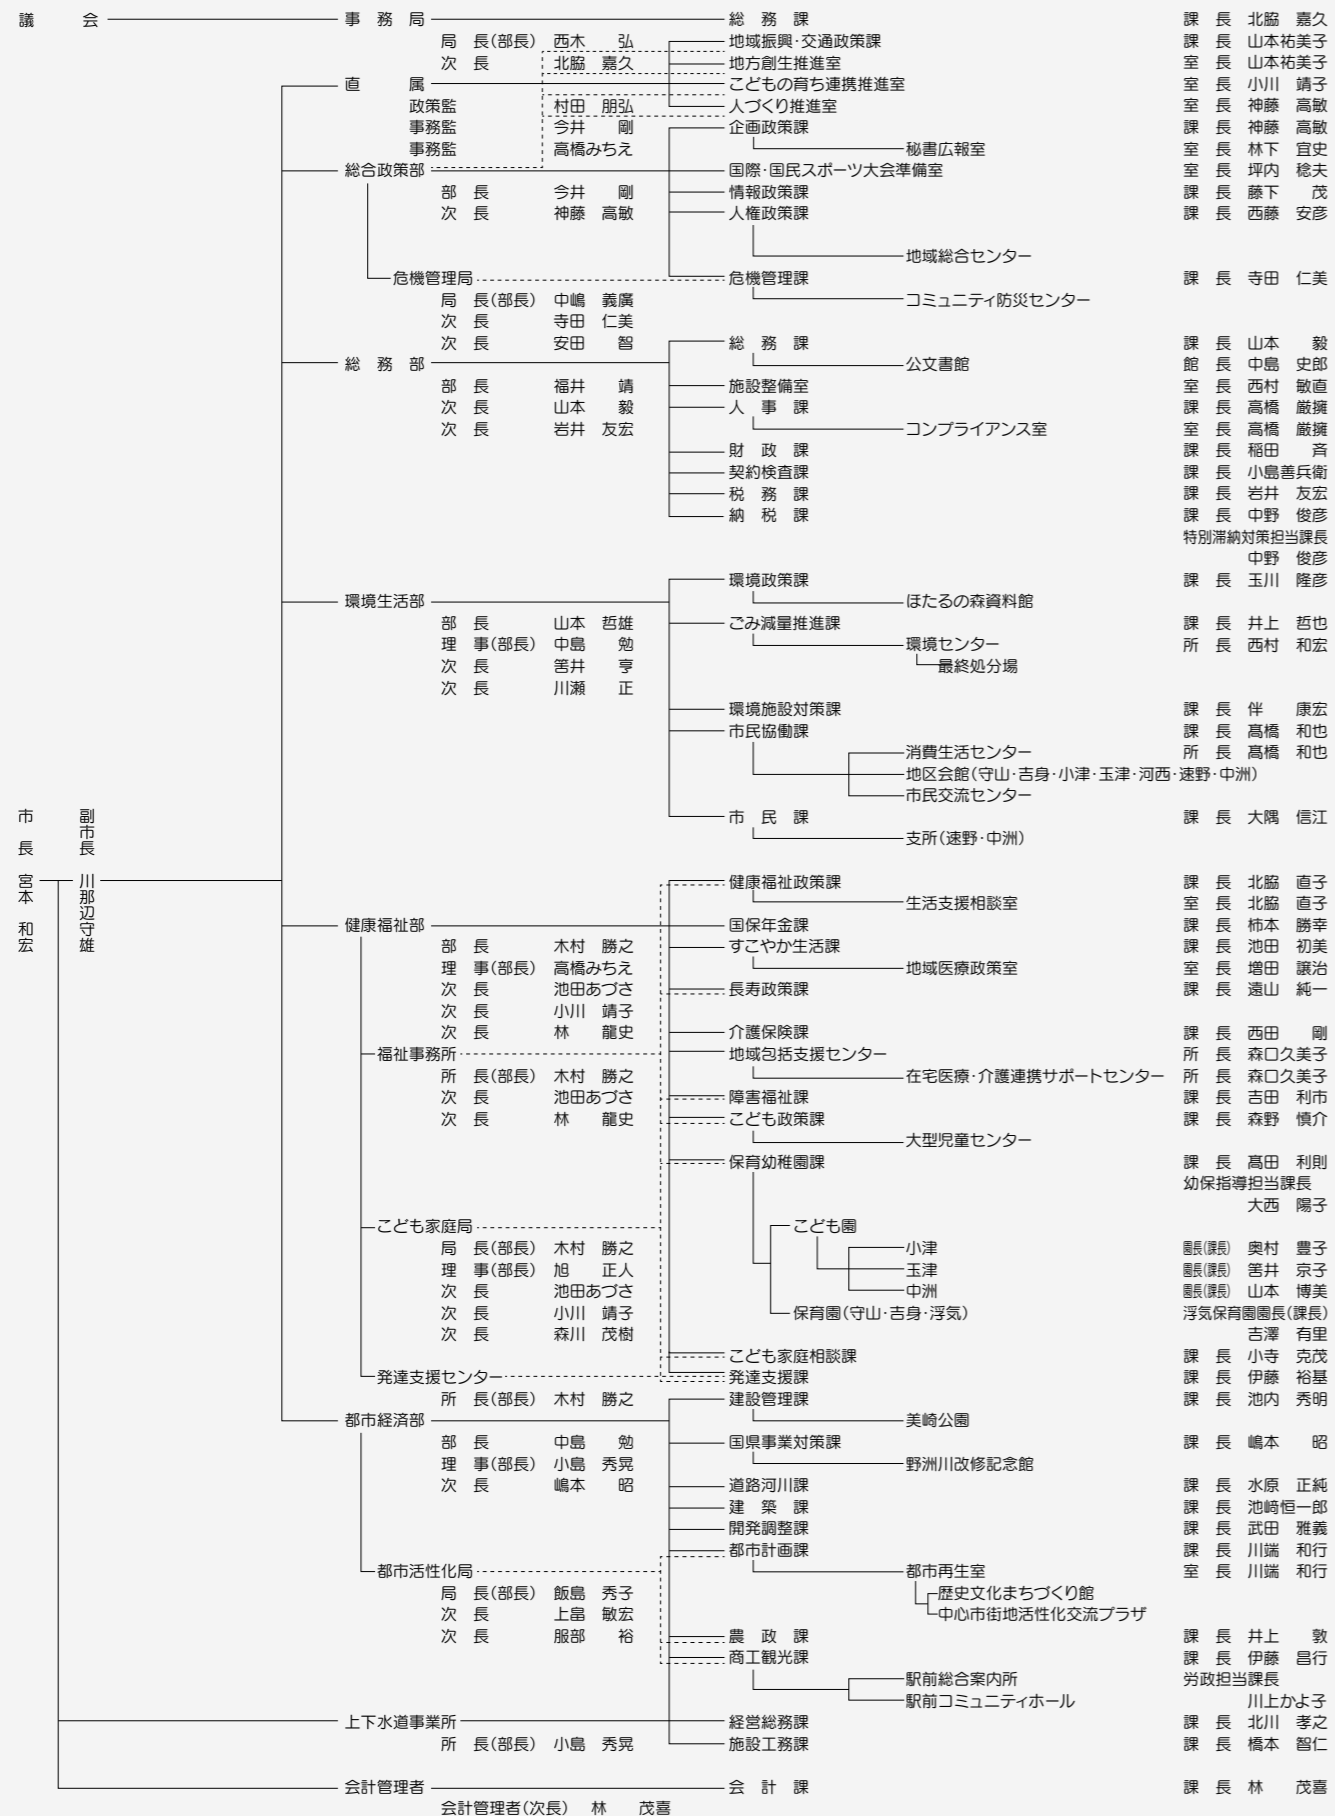 議　会　事　務　局　総　務　課　課　長　北脇　嘉久
局　長(部長)　西木　弘　地域振興・交通政策課　課　長　山本祐美子
次　長　北脇　嘉久　地方創生推進室　室　長　山本祐美子
直　属　こどもの育ち連携推進室　室　長　小川　靖子
政策監　村田　朋弘　人づくり推進室　室　長　神藤　高敏
事務監　今井　剛　企画政策課　課　長　神藤　高敏
事務監　高橋みちえ　秘書広報室　室　長　林下　宜史
総合政策部　国際・国民スポーツ大会準備室　室　長　坪内　稔夫
部　長　今井　剛　情報政策課　課　長　藤下　茂
次　長　神藤　高敏　人権政策課　課　長　西藤　安彦
地域総合センター
危機管理局　危機管理課　課　長　寺田　仁美
局　長(部長)　中嶋　義廣　コミュニティ防災センター
次　長　寺田　仁美
次　長　安田　智　総　務　課　課　長　山本　毅
総　務　部　公文書館　館　長　中島　史郎
部　長　福井　靖　施設整備室　室　長　西村　敏直
次　長　山本　毅　人　事　課　課　長　高橋　厳擁
次　長　岩井　友宏　コンプライアンス室　室　長　高橋　厳擁
財　政　課　課　長　稲田　斉
契約検査課　課　長　小島善兵衛
税　務　課　課　長　岩井　友宏
納　税　課　課　長　中野　俊彦
特別滞納対策担当課長
中野　俊彦
環境政策課　課　長　玉川　隆彦
環境生活部　ほたるの森資料館
部　長　山本　哲雄　ごみ減量推進課　課　長　井上　哲也
理　事(部長)　中島　勉　環境センター　所　長　西村　和宏
次　長　筈井　亨　最終処分場
次　長　川瀬　正
環境施設対策課　課　長　伴　康宏
市民協働課　課　長　髙橋　和也
消費生活センター　所　長　髙橋　和也
地区会館(守山・吉身・小津・玉津・河西・速野・中洲)
市民交流センター
市　民　課　課　長　大隅　信江
支所(速野・中洲)
市　長　宮本　和宏
副市長　川那辺守雄
健康福祉政策課　課　長　北脇　直子
生活支援相談室　室　長　北脇　直子
健康福祉部　国保年金課　課　長　柿本　勝幸
部　長　木村　勝之　すこやか生活課　課　長　池田　初美
理　事(部長)　高橋みちえ　地域医療政策室　室　長　増田　譲治
次　長　池田あづさ　長寿政策課　課　長　遠山　純一
次　長　小川　靖子
次　長　林　龍史　介護保険課　課　長　西田　剛
福祉事務所　地域包括支援センター　所　長　森口久美子
所　長(部長)　木村　勝之　在宅医療・介護連携サポートセンター　所　長　森口久美子
次　長　池田あづさ　障害福祉課　課　長　吉田　利市
次　長　林　龍史　こども政策課　課　長　森野　慎介
大型児童センター
保育幼稚園課　課　長　髙田　利則
幼保指導担当課長
大西　陽子
こども家庭局　こども園
局　長(部長)　木村　勝之　小津　園長(課長)　奥村　豊子
理　事(部長)　旭　正人　玉津　園長(課長)　筈井　京子
次　長　池田あづさ　中洲　園長(課長)　山本　博美
次　長　小川　靖子　保育園(守山・吉身・浮気)　浮気保育園園長(課長)
次　長　森川　茂樹　吉澤　有里
こども家庭相談課　課　長　小寺　克茂
発達支援センター　発達支援課　課　長　伊藤　裕基
所　長(部長)　木村　勝之　建設管理課　課　長　池内　秀明
都市経済部　美崎公園
部　長　中島　勉　国県事業対策課　課　長　嶋本　昭
理　事(部長)　小島　秀晃　野洲川改修記念館
次　長　嶋本　昭　道路河川課　課　長　水原　正純
建　築　課　課　長　池﨑恒一郎
開発調整課　課　長　武田　雅義
都市計画課　課　長　川端　和行
都市活性化局　都市再生室　室　長　川端　和行
局　長(部長)　飯島　秀子　歴史文化まちづくり館
次　長　上畠　敏宏　中心市街地活性化交流プラザ
次　長　服部　裕　農　政　課　課　長　井上　敦
商工観光課　課　長　伊藤　昌行
駅前総合案内所　労政担当課長
駅前コミュニティホール　川上かよ子
上下水道事業所　経営総務課　課　長　北川　孝之
所　長(部長)　小島　秀晃　施設工務課　課　長　橋本　智仁
会計管理者　会　計　課　課　長　林　茂喜
会計管理者(次長)　林　茂喜